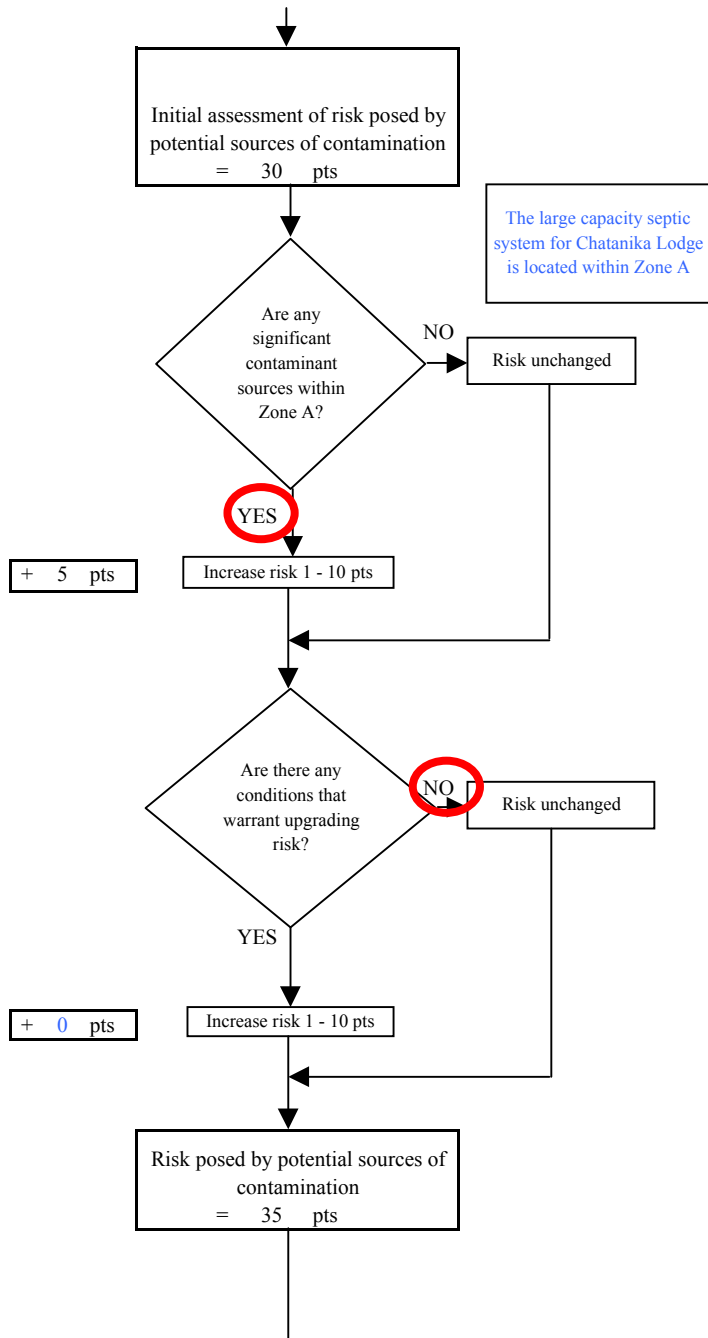 Initial assessment of risk posed by
potential sources of contamination
= 30 pts
The large capacity septic
system for Chatanika Lodge
is located within Zone A
Are any
significant
contaminant
sources within
Zone A?
NO
Risk unchanged
YES
+ 5 pts
Increase risk 1 - 10 pts
Are there any
conditions that
warrant upgrading
risk?
NO
Risk unchanged
YES
+ 0 pts
Increase risk 1 - 10 pts
Risk posed by potential sources of
contamination
= 35 pts